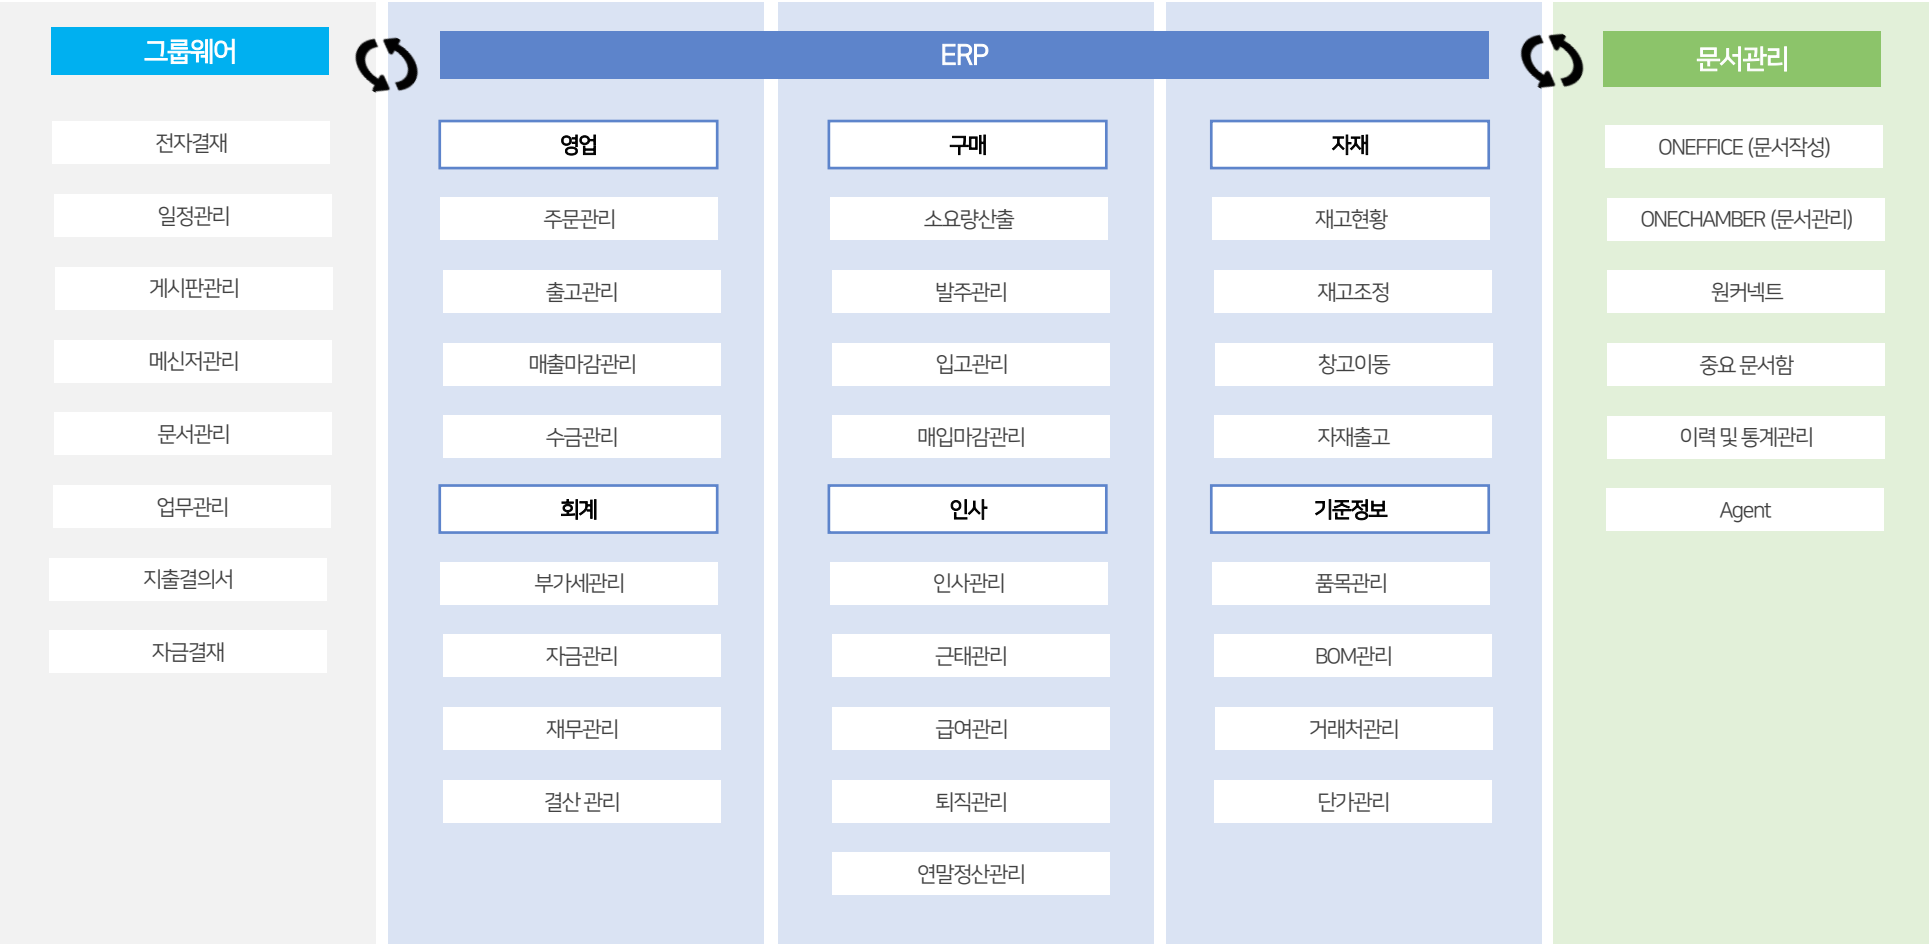 그룹웨어
전자결재
일정관리
게시판관리
메신저관리
문서관리
업무관리
지출결의서
자금결재
ERP
영업
주문관리
출고관리
매출마감관리
수금관리
회계
부가세관리
자금관리
재무관리
결산 관리
구매
소요량산출
발주관리
입고관리
매입마감관리
인사
인사관리
근태관리
급여관리
퇴직관리
연말정산관리
자재
재고현황
재고조정
창고이동
자재출고
기준정보
품목관리
BOM관리
거래처관리
단가관리
문서관리
ONEFFICE (문서작성)
ONECHAMBER (문서관리)
원커넥트
중요 문서함
이력 및 통계관리
Agent